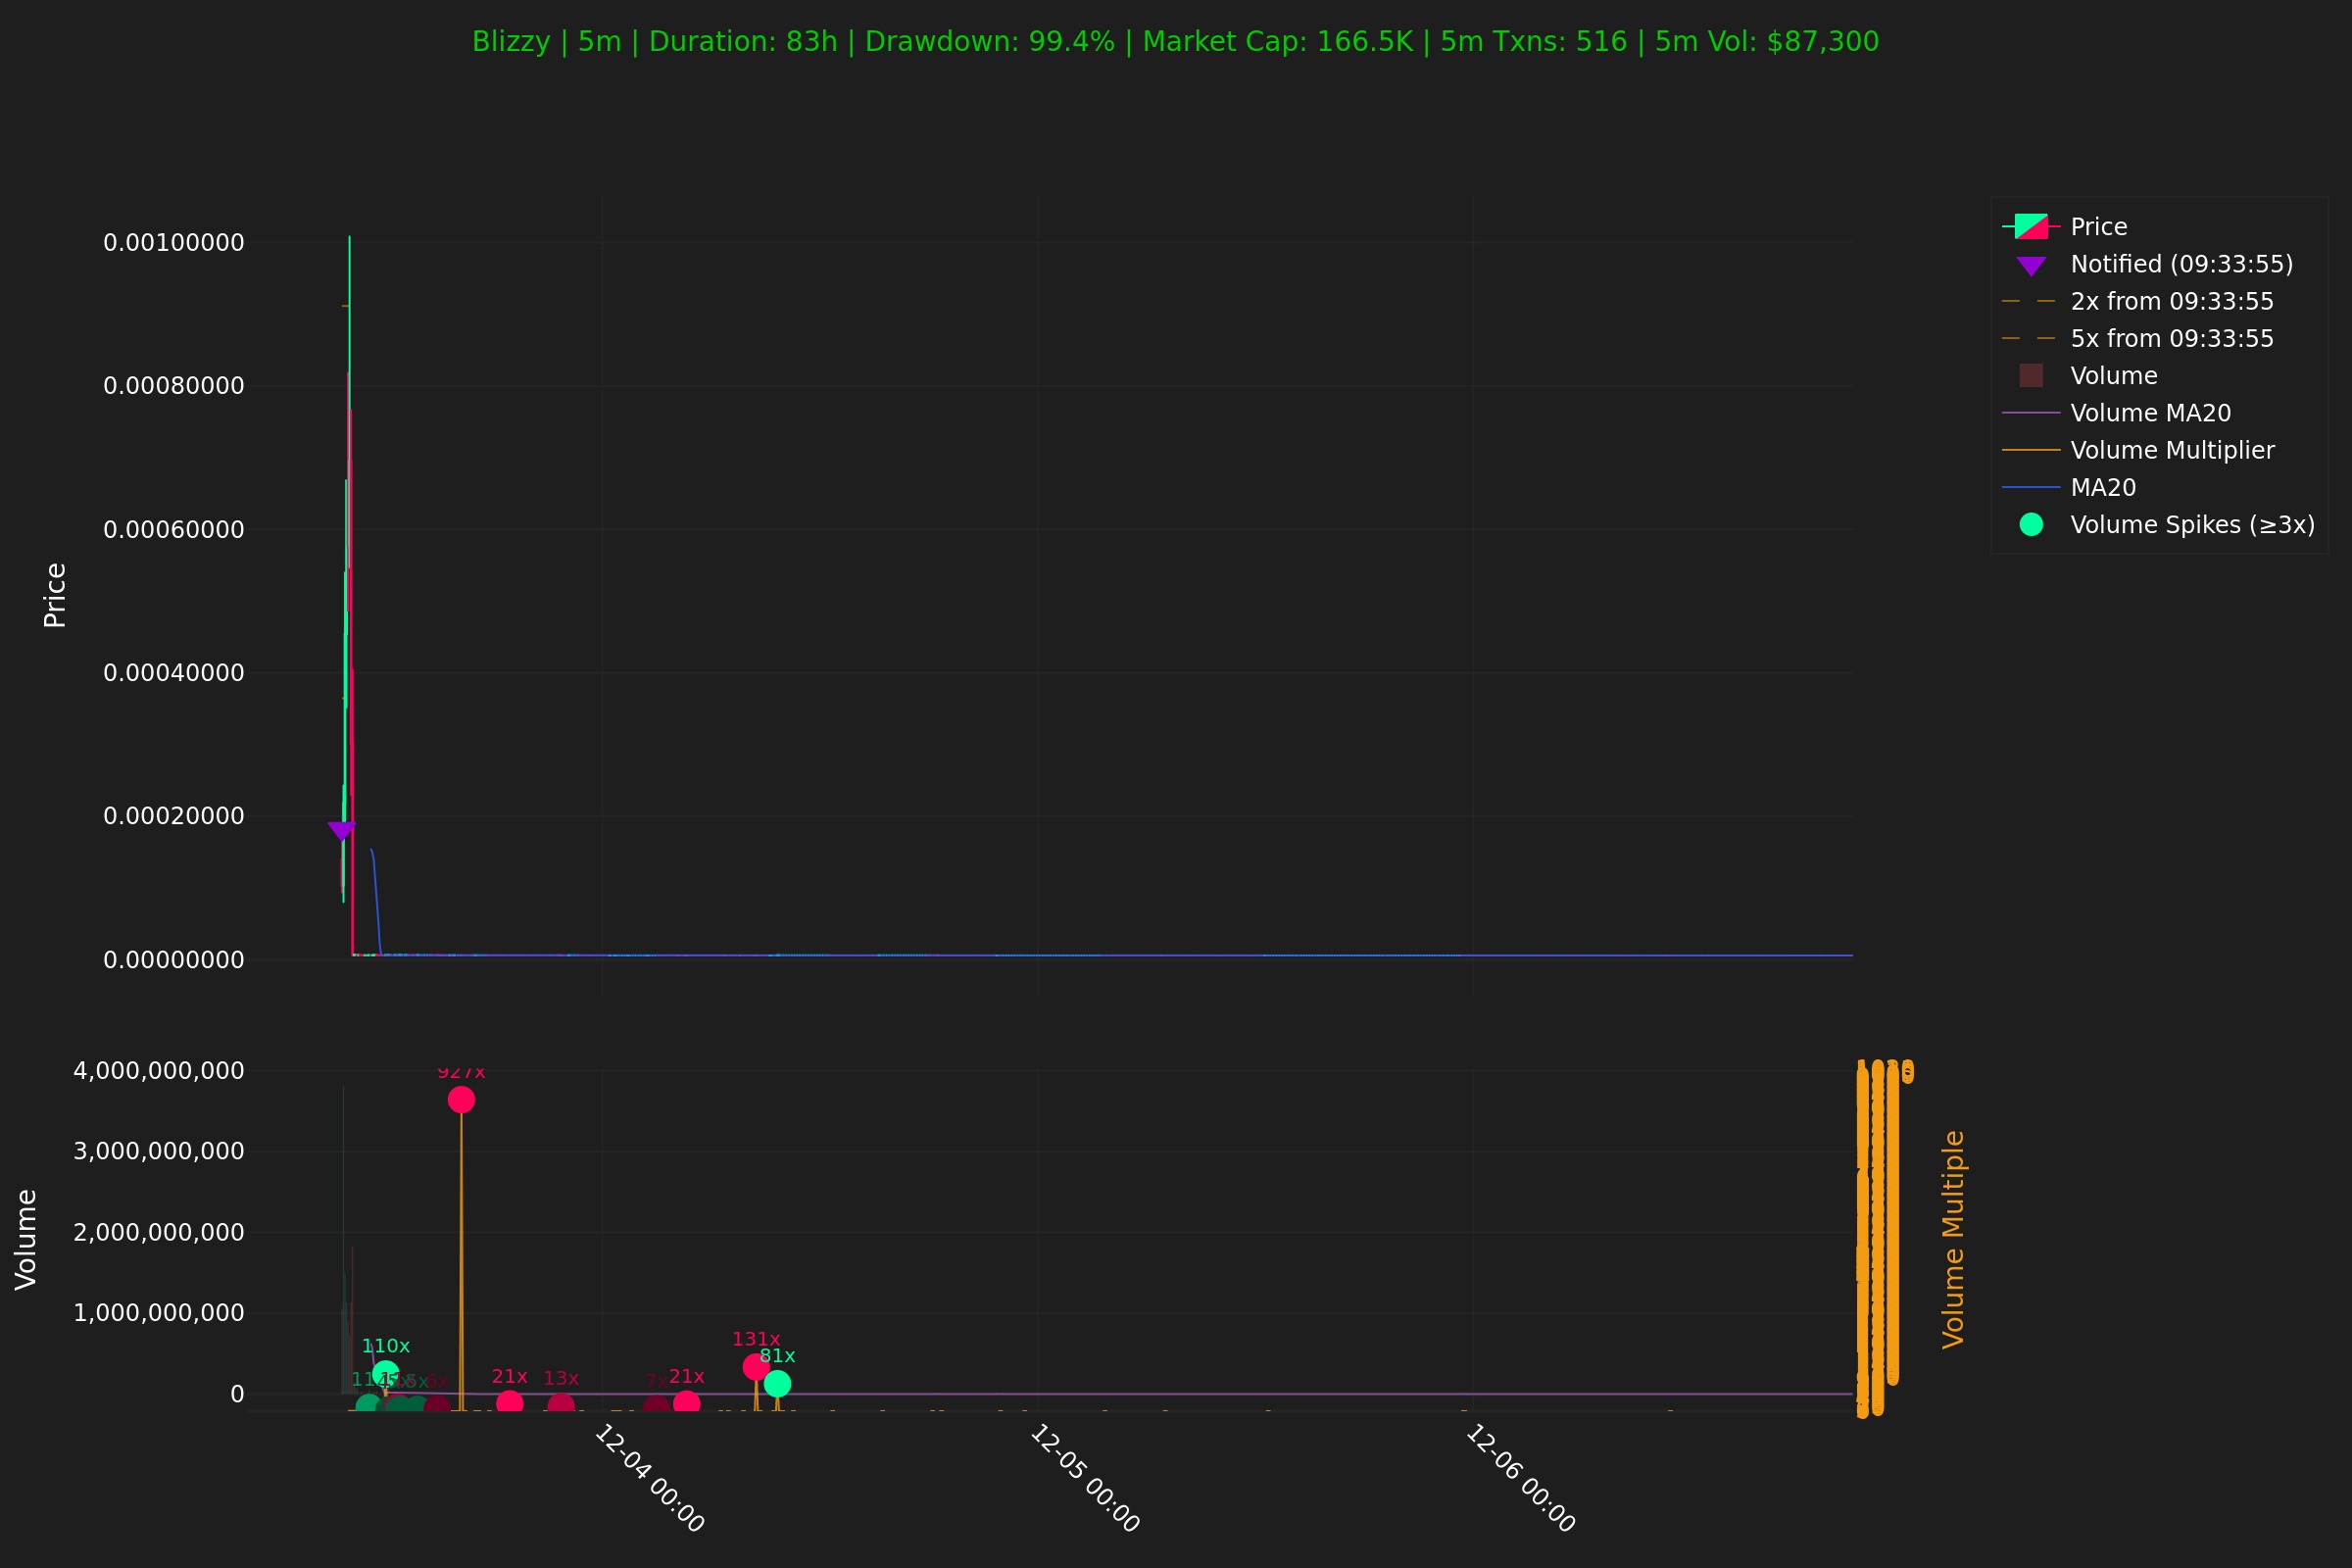 Blizzy | 5m | Duration: 83h | Drawdown: 99.4% | Market Cap: 166.5K | 5m Txns: 516 | 5m Vol: $87,300
Price
0.00100000
0.00080000
0.00060000
0.00040000
0.00020000
0.00000000
Price
Notified (09:33:55)
2x from 09:33:55
5x from 09:33:55
Volume
Volume MA20
Volume Multiplier
MA20
Volume Spikes (≥3x)
Volume
4,000,000,000
3,000,000,000
2,000,000,000
1,000,000,000
0
927x
110x
21x
13x
7x
21x
131x
81x
Volume Multiple
12-04 00:00
12-05 00:00
12-06 00:00